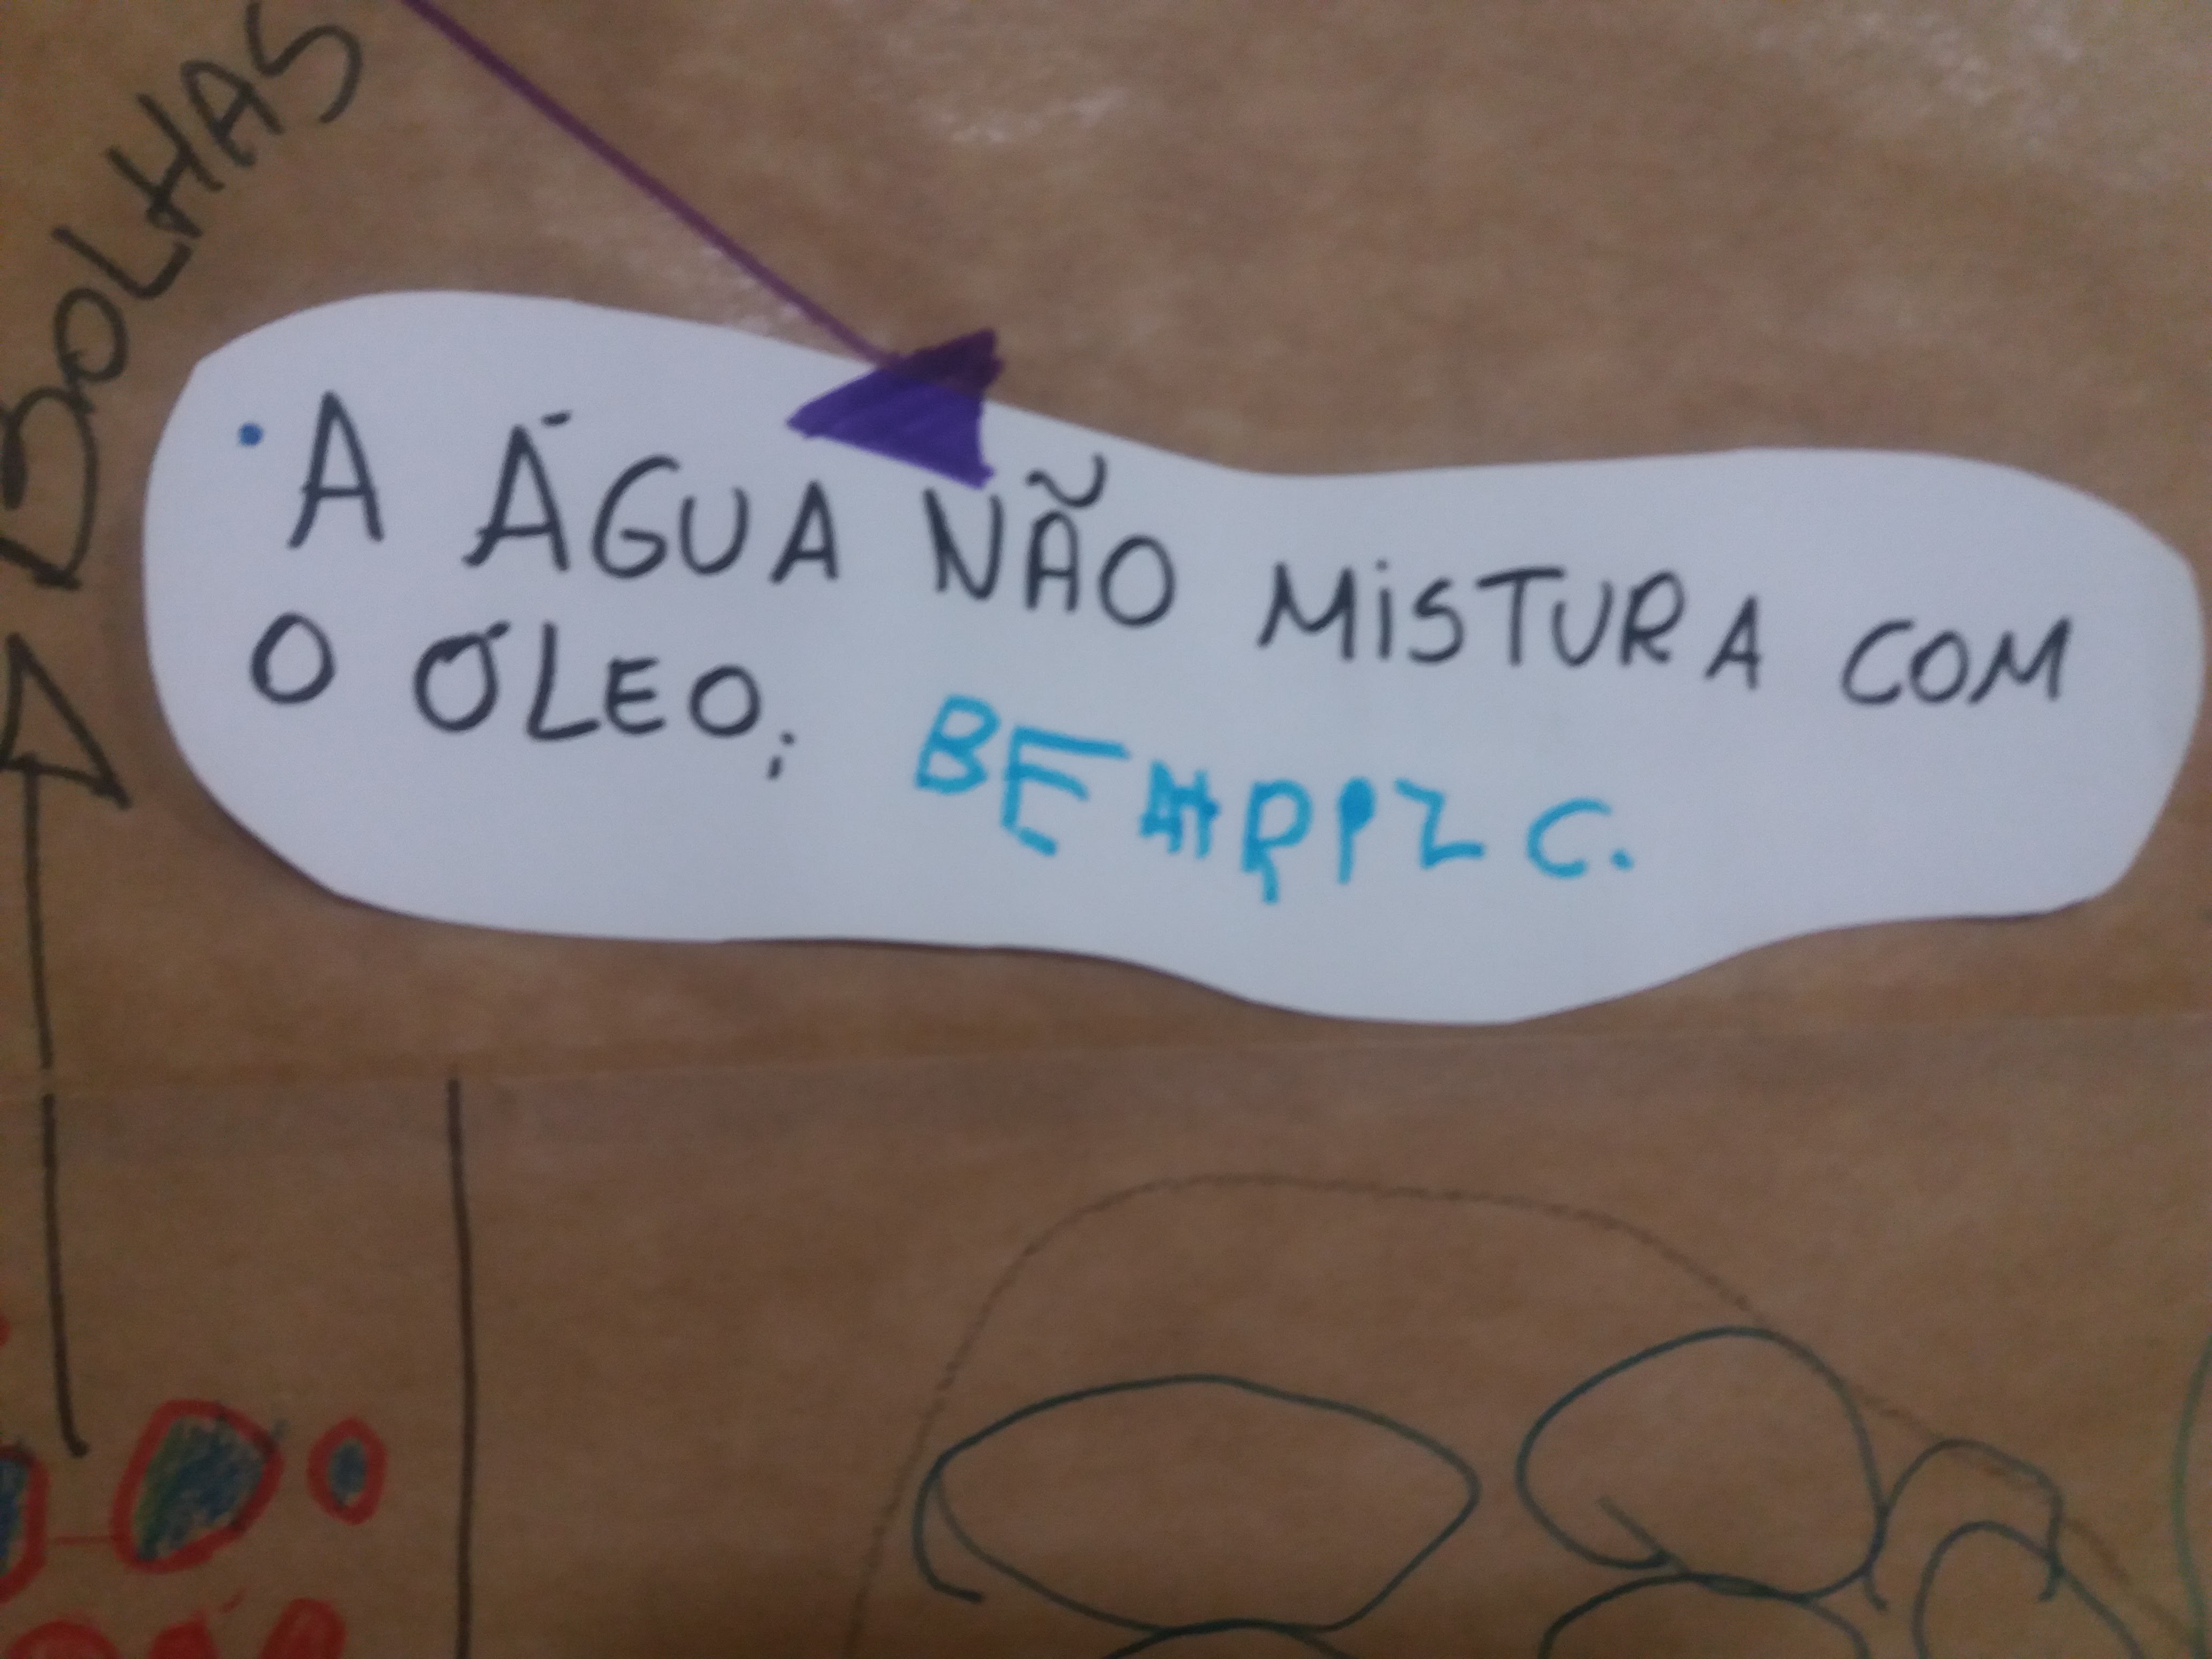 BOLHAS
· A ÁGUA NÃO MISTURA COM
O ÓLEO; C.